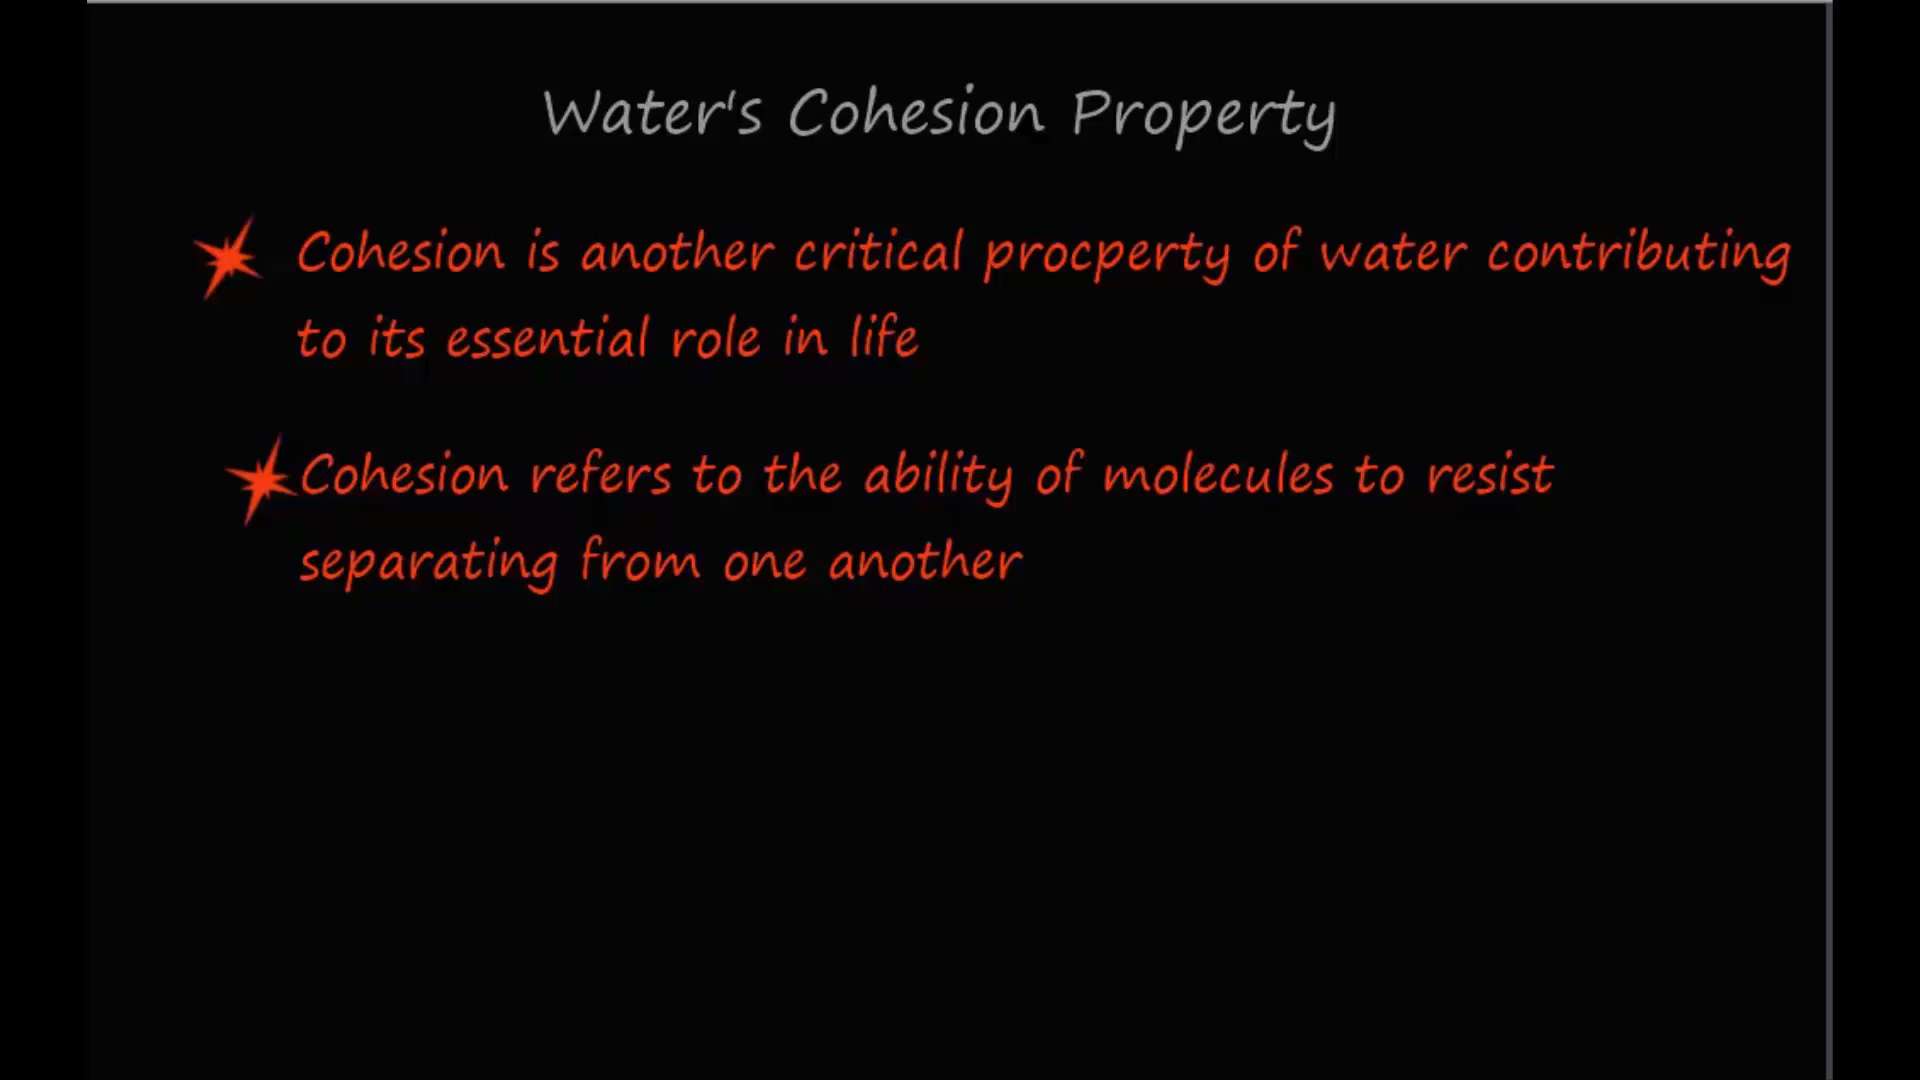 Water's Cohesion Property
Cohesion is another critical procperty of water contributing
to its essential role in life
Cohesion refers to the ability of molecules to resist
separating from one another